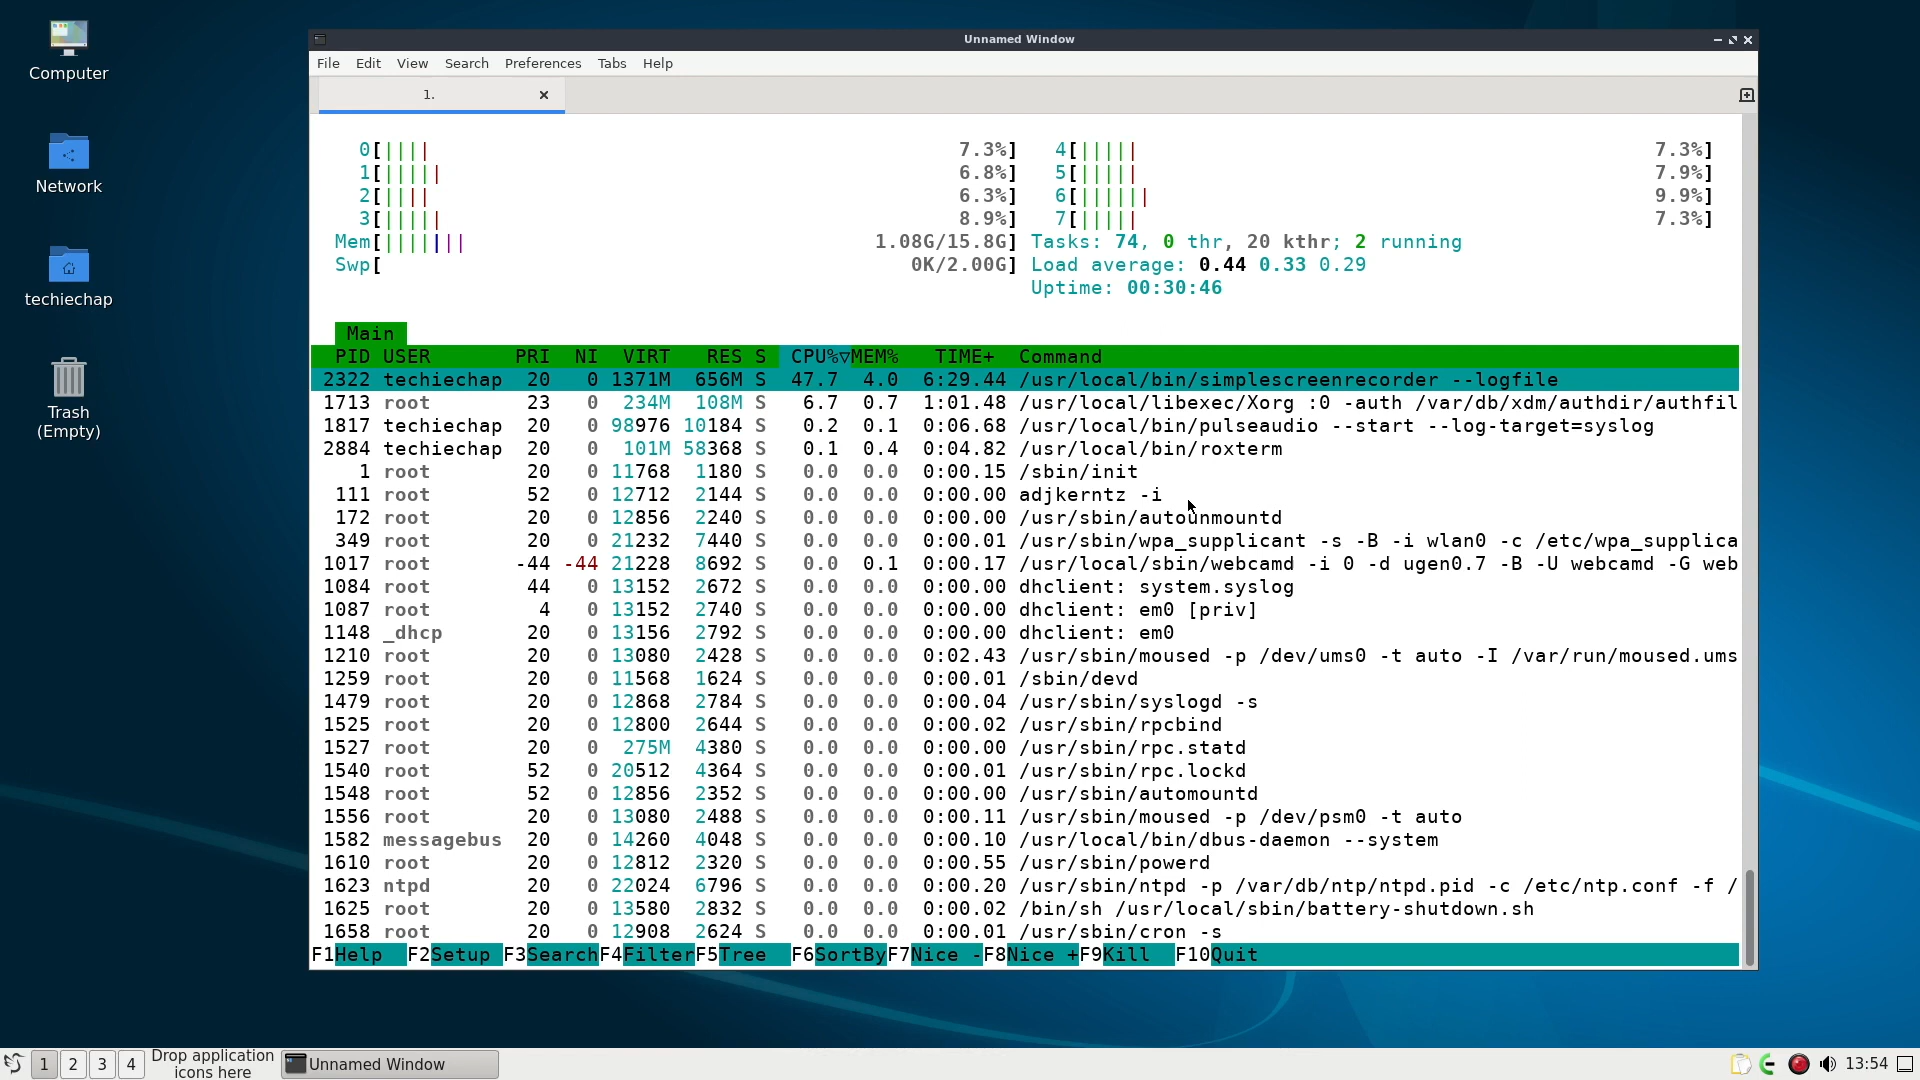 Computer
Network
techiechap
Trash
(Empty)
Unnamed Window
File Edit View Search Preferences Tabs Help
1.
0[||||  7.3%] 4[|||||  7.3%]
1[|||||  6.8%] 5[|||||  7.9%]
2[||||  6.3%] 6[||||||  9.9%]
3[|||||  8.9%] 7[|||||  7.3%]
Mem[|||||||  1.08G/15.8G] Tasks: 74, 0 thr, 20 kthr; 2 running
Swp[  0K/2.00G] Load average: 0.44 0.33 0.29
Uptime: 00:30:46
Main
PID USER PRI NI VIRT RES S CPU%▽MEM% TIME+ Command
2322 techiechap 20 0 1371M 656M S 47.7 4.0 6:29.44 /usr/local/bin/simplescreenrecorder --logfile
1713 root 23 0 234M 108M S 6.7 0.7 1:01.48 /usr/local/libexec/Xorg :0 -auth /var/db/xdm/authdir/authfil
1817 techiechap 20 0 98976 10184 S 0.2 0.1 0:06.68 /usr/local/bin/pulseaudio --start --log-target=syslog
2884 techiechap 20 0 101M 58368 S 0.1 0.4 0:04.82 /usr/local/bin/roxterm
1 root 20 0 11768 1180 S 0.0 0.0 0:00.15 /sbin/init
111 root 52 0 12712 2144 S 0.0 0.0 0:00.00 adjkerntz -i
172 root 20 0 12856 2240 S 0.0 0.0 0:00.00 /usr/sbin/autounmountd
349 root 20 0 21232 7440 S 0.0 0.0 0:00.01 /usr/sbin/wpa_supplicant -s -B -i wlan0 -c /etc/wpa_supplica
1017 root -44 -44 21228 8692 S 0.0 0.1 0:00.17 /usr/local/sbin/webcamd -i 0 -d ugen0.7 -B -U webcamd -G web
1084 root 44 0 13152 2672 S 0.0 0.0 0:00.00 dhclient: system.syslog
1087 root 4 0 13152 2740 S 0.0 0.0 0:00.00 dhclient: em0 [priv]
1148 _dhcp 20 0 13156 2792 S 0.0 0.0 0:00.00 dhclient: em0
1210 root 20 0 13080 2428 S 0.0 0.0 0:02.43 /usr/sbin/moused -p /dev/ums0 -t auto -I /var/run/moused.ums
1259 root 20 0 11568 1624 S 0.0 0.0 0:00.01 /sbin/devd
1479 root 20 0 12868 2784 S 0.0 0.0 0:00.04 /usr/sbin/syslogd -s
1525 root 20 0 12800 2644 S 0.0 0.0 0:00.02 /usr/sbin/rpcbind
1527 root 20 0 275M 4380 S 0.0 0.0 0:00.00 /usr/sbin/rpc.statd
1540 root 52 0 20512 4364 S 0.0 0.0 0:00.01 /usr/sbin/rpc.lockd
1548 root 52 0 12856 2352 S 0.0 0.0 0:00.00 /usr/sbin/automountd
1556 root 20 0 13080 2488 S 0.0 0.0 0:00.11 /usr/sbin/moused -p /dev/psm0 -t auto
1582 messagebus 20 0 14260 4048 S 0.0 0.0 0:00.10 /usr/local/bin/dbus-daemon --system
1610 root 20 0 12812 2320 S 0.0 0.0 0:00.55 /usr/sbin/powerd
1623 ntpd 20 0 22024 6796 S 0.0 0.0 0:00.20 /usr/sbin/ntpd -p /var/db/ntp/ntpd.pid -c /etc/ntp.conf -f /
1625 root 20 0 13580 2832 S 0.0 0.0 0:00.02 /bin/sh /usr/local/sbin/battery-shutdown.sh
1658 root 20 0 12908 2624 S 0.0 0.0 0:00.01 /usr/sbin/cron -s
F1Help F2Setup F3SearchF4FilterF5Tree F6SortByF7Nice -F8Nice +F9Kill F10Quit
1 2 3 4 Drop application
icons here
Unnamed Window
13:54